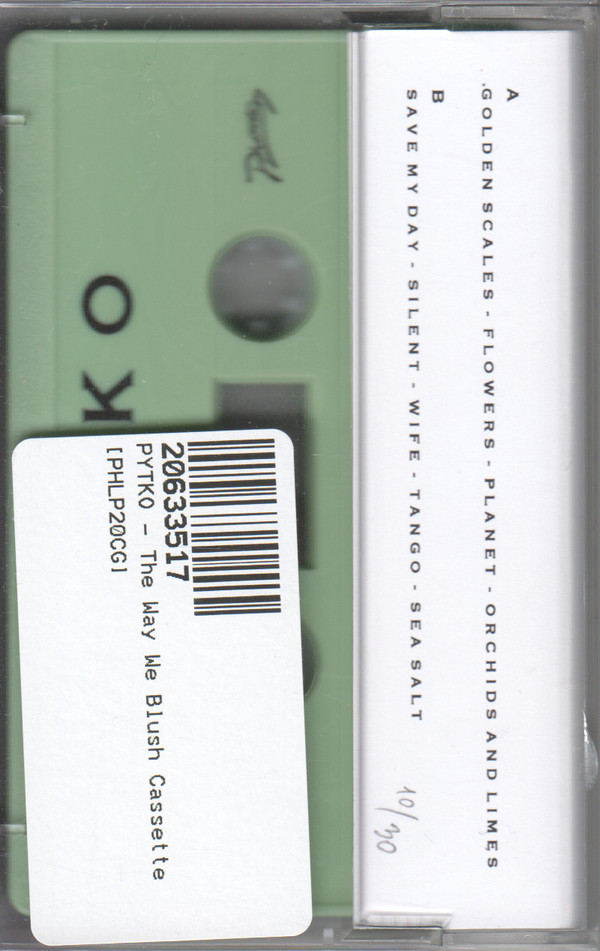 A
GOLDEN SCALES - FLOWERS - PLANET - ORCHIDS AND LIMES
B
SAVE MY DAY - SILENT - WIFE - TANGO - SEA SALT
10/30
KO
20633517
PYTKO - The Way We Blush Cassette
[PHLP20CG]